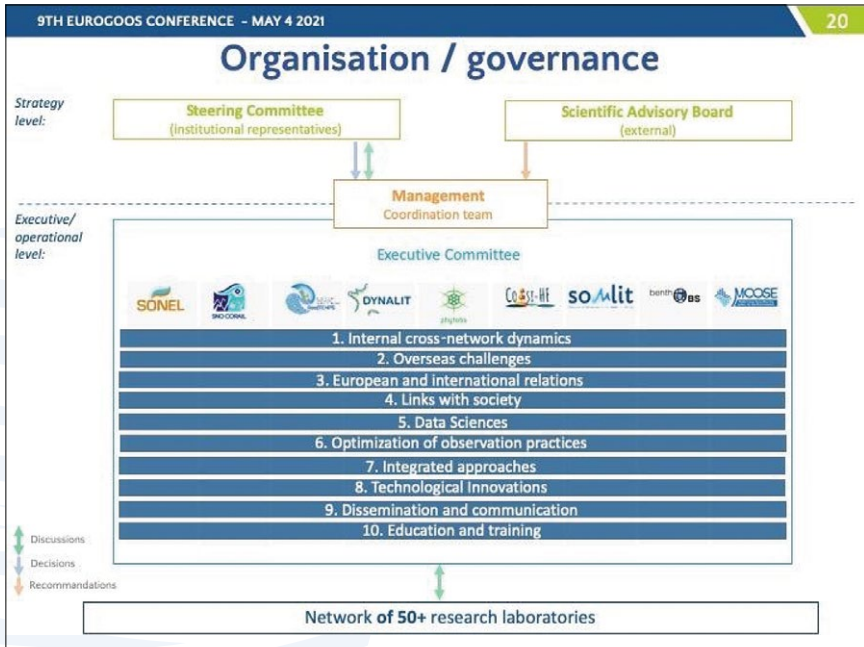 9TH EUROGOOS CONFERENCE - MAY 4 2021
20
Organisation / governance
Strategy
level:
Steering Committee
(institutional representatives)
Scientific Advisory Board
(external)
Management
Coordination team
Executive/
operational
level:
Executive Committee
SONEL
SNO CORAIL
DYNALIT
phytobs
COAST-HF
SOMLIT
benthOBS
MOOSE
1. Internal cross-network dynamics
2. Overseas challenges
3. European and international relations
4. Links with society
5. Data Sciences
6. Optimization of observation practices
7. Integrated approaches
8. Technological Innovations
9. Dissemination and communication
10. Education and training
Discussions
Decisions
Recommandations
Network of 50+ research laboratories